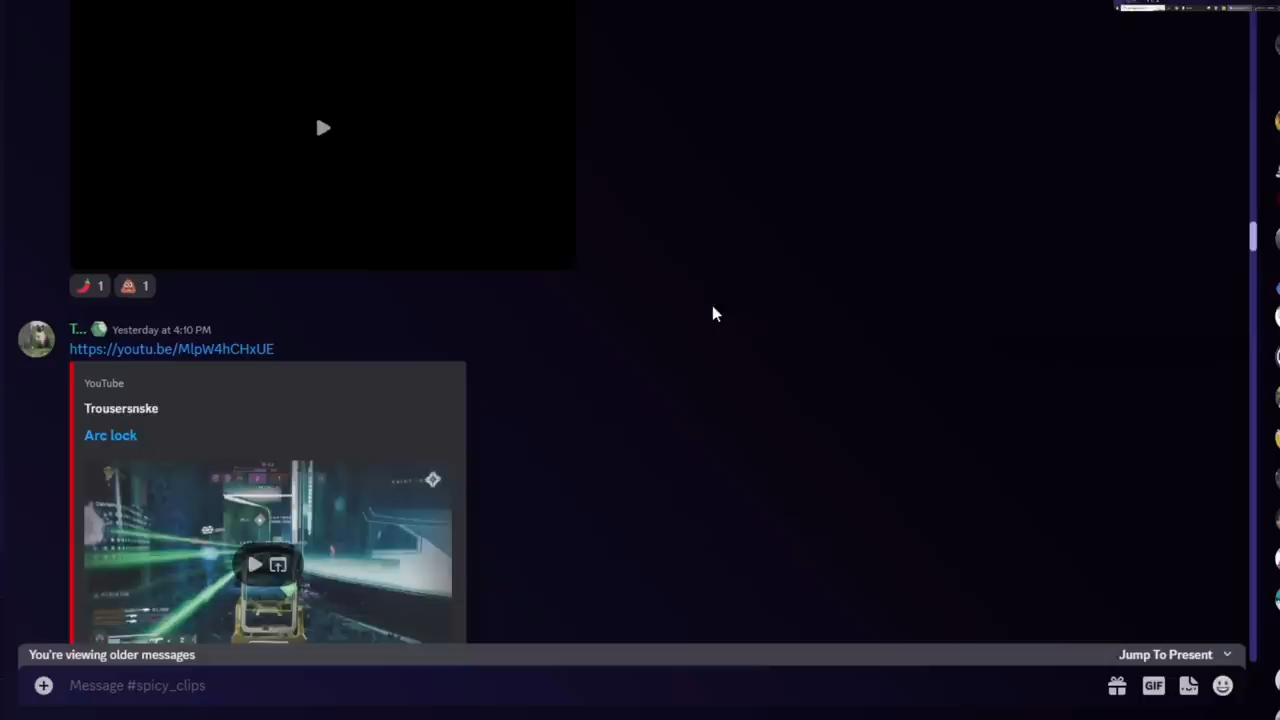 1 1
T... Yesterday at 4:10 PM
https://youtu.be/MlpW4hCHxUE
YouTube
Trousersnske
Arc lock
You're viewing older messages Jump To Present
Message #spicy_clips GIF